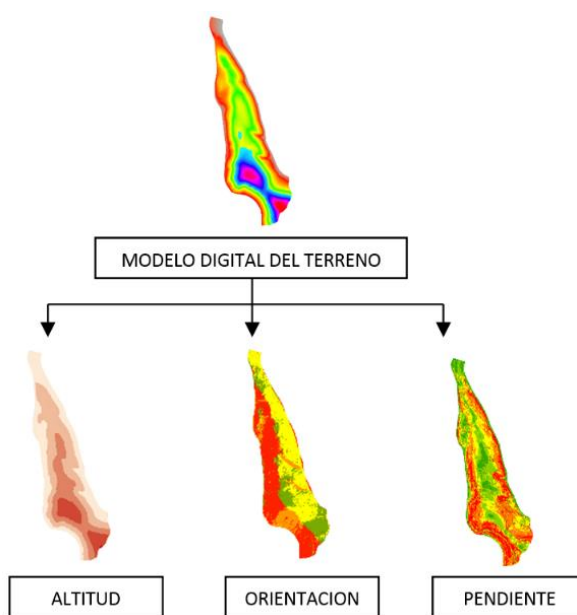 MODELO DIGITAL DEL TERRENO
ALTITUD
ORIENTACION
PENDIENTE